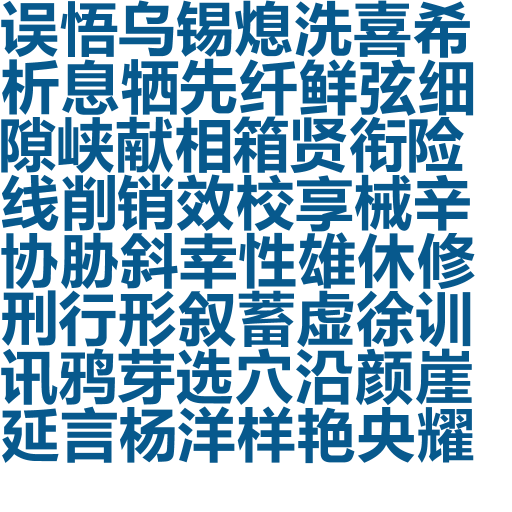 误悟乌锡熄洗喜希
析息牺先纤鲜弦细
隙峡献相箱贤衔险
线削销效校享械辛
协胁斜幸性雄休修
刑行形叙蓄虚徐训
讯鸦芽选穴沿颜崖
延言杨洋样艳央耀